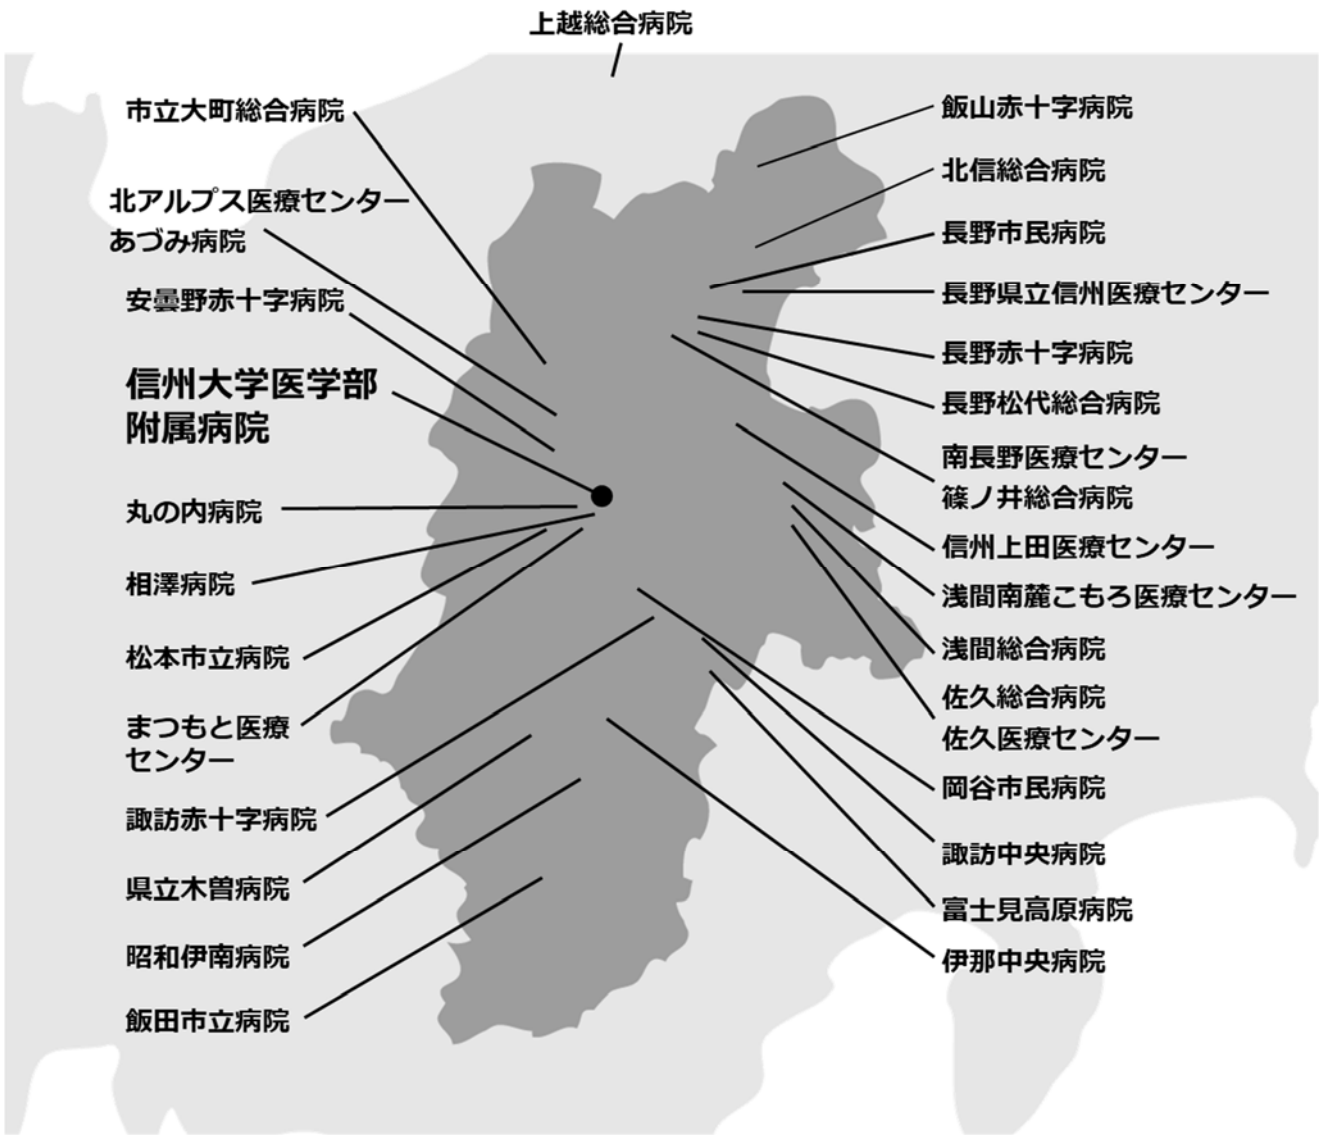 上越総合病院
市立大町総合病院
北アルプス医療センター
あづみ病院
安曇野赤十字病院
信州大学医学部
附属病院
丸の内病院
相澤病院
松本市立病院
まつもと医療
センター
諏訪赤十字病院
県立木曽病院
昭和伊南病院
飯田市立病院
飯山赤十字病院
北信総合病院
長野市民病院
長野県立信州医療センター
長野赤十字病院
長野松代総合病院
南長野医療センター
篠ノ井総合病院
信州上田医療センター
浅間南麓こもろ医療センター
浅間総合病院
佐久総合病院
佐久医療センター
岡谷市民病院
諏訪中央病院
富士見高原病院
伊那中央病院